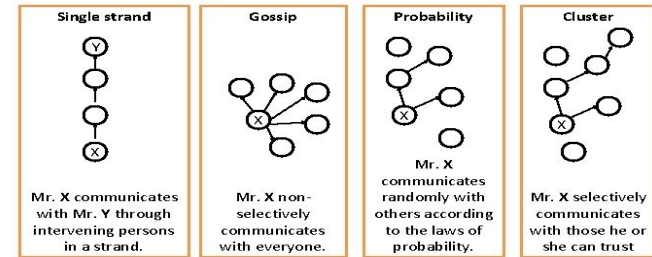 Single strand
Y
X
Mr. X communicates
with Mr. Y through
intervening persons
in a strand.
Gossip
X
Mr. X non-
selectively
communicates
with everyone.
Probability
X
Mr. X
communicates
randomly with
others according
to the laws of
probability.
Cluster
X
Mr. X selectively
communicates
with those he or
she can trust